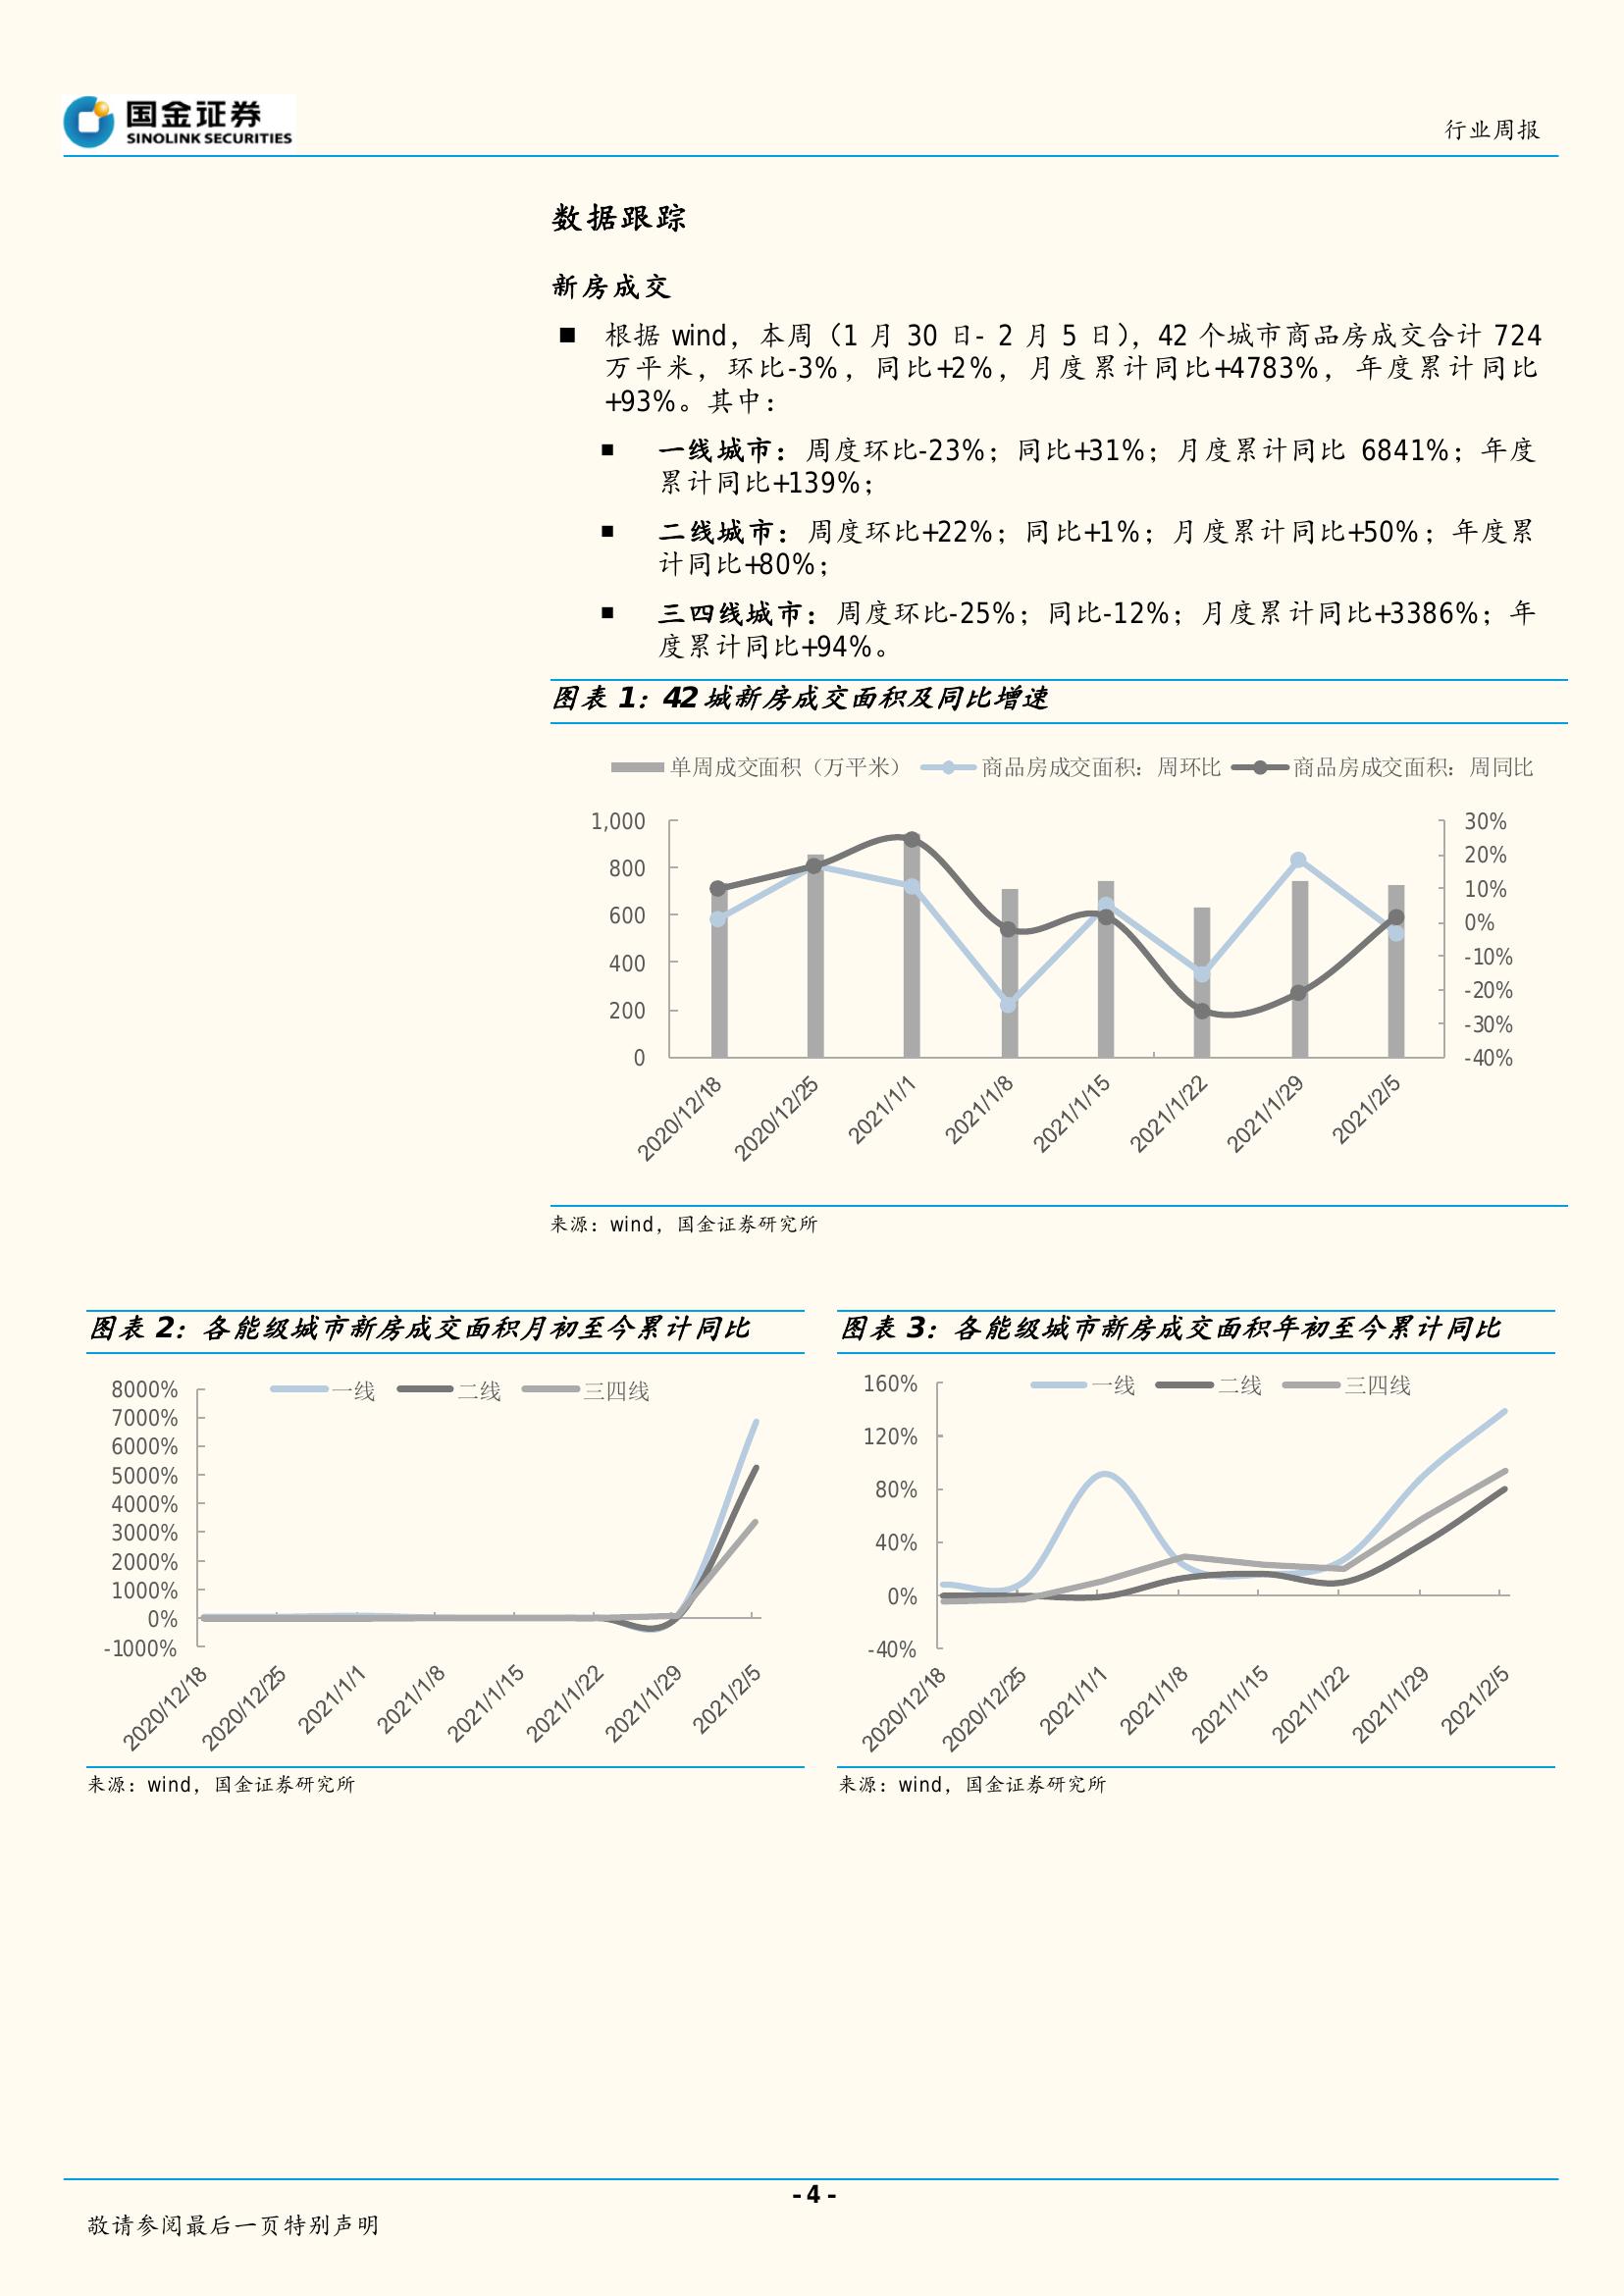 国金证券
SINOLINK SECURITIES
行业周报
数据跟踪
新房成交
■ 根据 wind，本周（1 月 30 日- 2 月 5 日），42 个城市商品房成交合计 724
万平米，环比-3%，同比+2%，月度累计同比+4783%，年度累计同比
+93%。其中：
■ 一线城市：周度环比-23%；同比+31%；月度累计同比 6841%；年度
累计同比+139%；
■ 二线城市：周度环比+22%；同比+1%；月度累计同比+50%；年度累
计同比+80%；
■ 三四线城市：周度环比-25%；同比-12%；月度累计同比+3386%；年
度累计同比+94%。
图表 1：42 城新房成交面积及同比增速
单周成交面积（万平米） 商品房成交面积：周环比 商品房成交面积：周同比
1,000
800
600
400
200
0
30%
20%
10%
0%
-10%
-20%
-30%
-40%
2020/12/18
2020/12/25
2021/1/1
2021/1/8
2021/1/15
2021/1/22
2021/1/29
2021/2/5
来源：wind，国金证券研究所
图表 2：各能级城市新房成交面积月初至今累计同比
一线 二线 三四线
8000%
7000%
6000%
5000%
4000%
3000%
2000%
1000%
0%
-1000%
2020/12/18
2020/12/25
2021/1/1
2021/1/8
2021/1/15
2021/1/22
2021/1/29
2021/2/5
来源：wind，国金证券研究所
图表 3：各能级城市新房成交面积年初至今累计同比
一线 二线 三四线
160%
120%
80%
40%
0%
-40%
2020/12/18
2020/12/25
2021/1/1
2021/1/8
2021/1/15
2021/1/22
2021/1/29
2021/2/5
来源：wind，国金证券研究所
- 4 -
敬请参阅最后一页特别声明